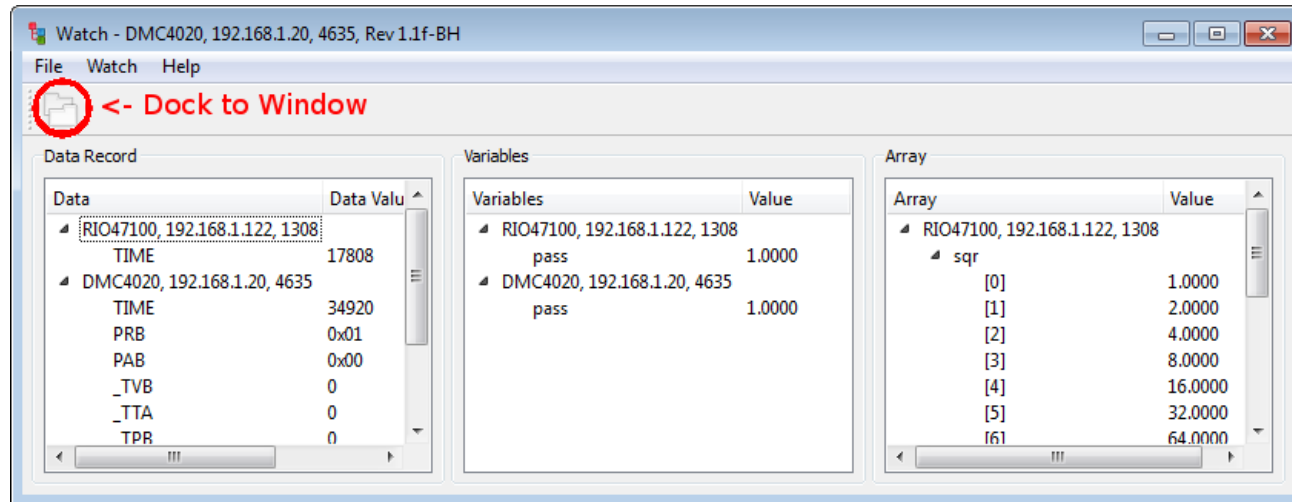 Watch - DMC4020, 192.168.1.20, 4635, Rev 1.1f-BH
File Watch Help
<- Dock to Window
Data Record
Data Data Valu
RIO47100, 192.168.1.122, 1308
TIME 17808
DMC4020, 192.168.1.20, 4635
TIME 34920
PRB 0x01
PAB 0x00
_TVB 0
_TTA 0
_TPB 0
Variables
Variables Value
RIO47100, 192.168.1.122, 1308
pass 1.0000
DMC4020, 192.168.1.20, 4635
pass 1.0000
Array
Array Value
RIO47100, 192.168.1.122, 1308
sqr
[0] 1.0000
[1] 2.0000
[2] 4.0000
[3] 8.0000
[4] 16.0000
[5] 32.0000
[6] 64.0000